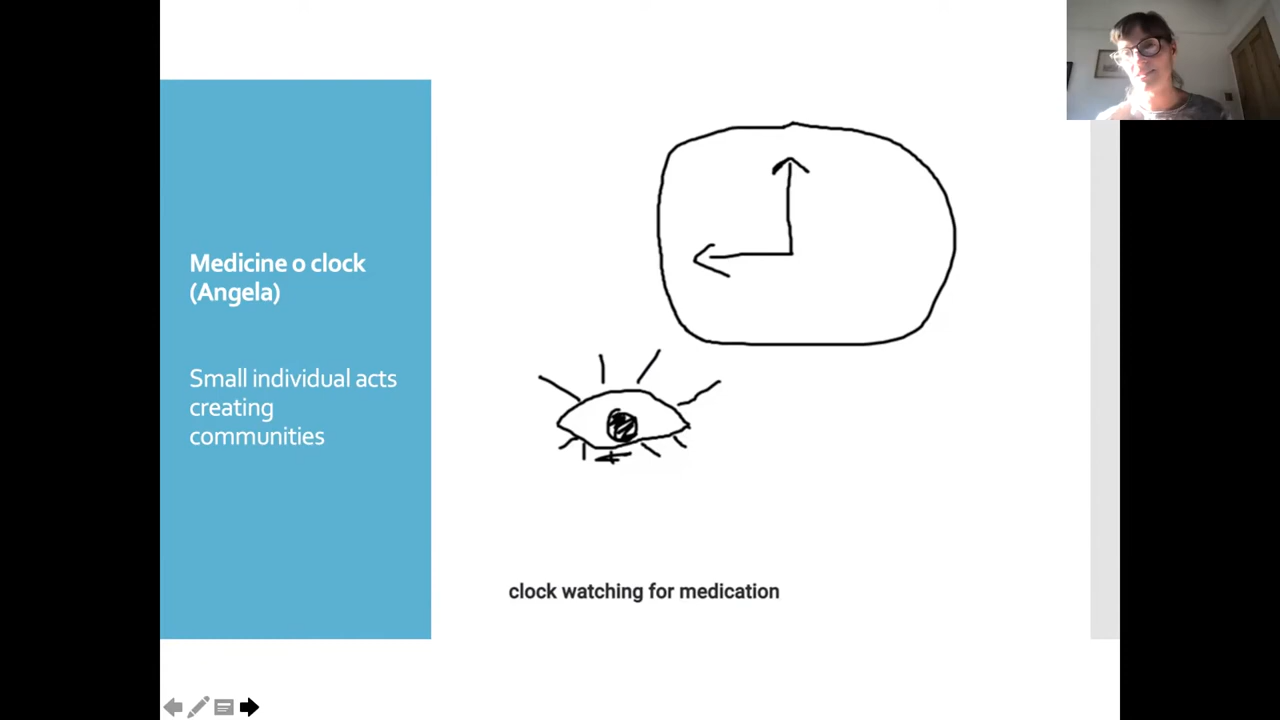 Medicine o clock
(Angela)
Small individual acts
creating
communities
clock watching for medication